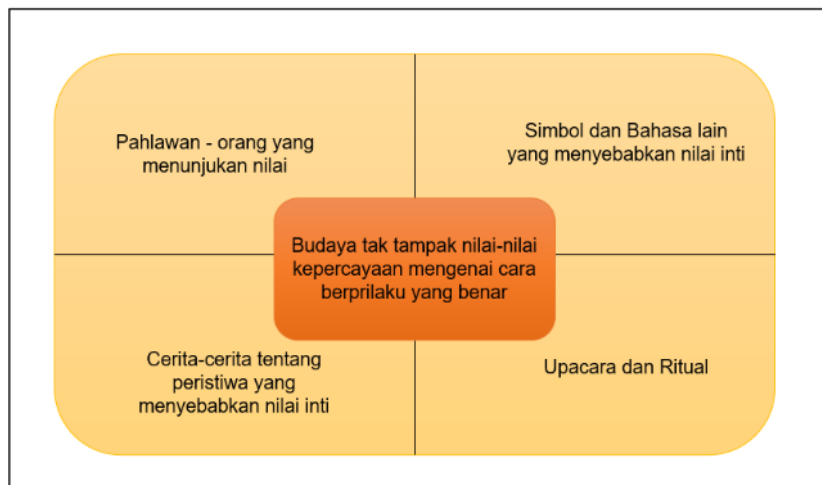 Pahlawan - orang yang
menunjukan nilai
Simbol dan Bahasa lain
yang menyebabkan nilai inti
Budaya tak tampak nilai-nilai
kepercayaan mengenai cara
berprilaku yang benar
Cerita-cerita tentang
peristiwa yang
menyebabkan nilai inti
Upacara dan Ritual